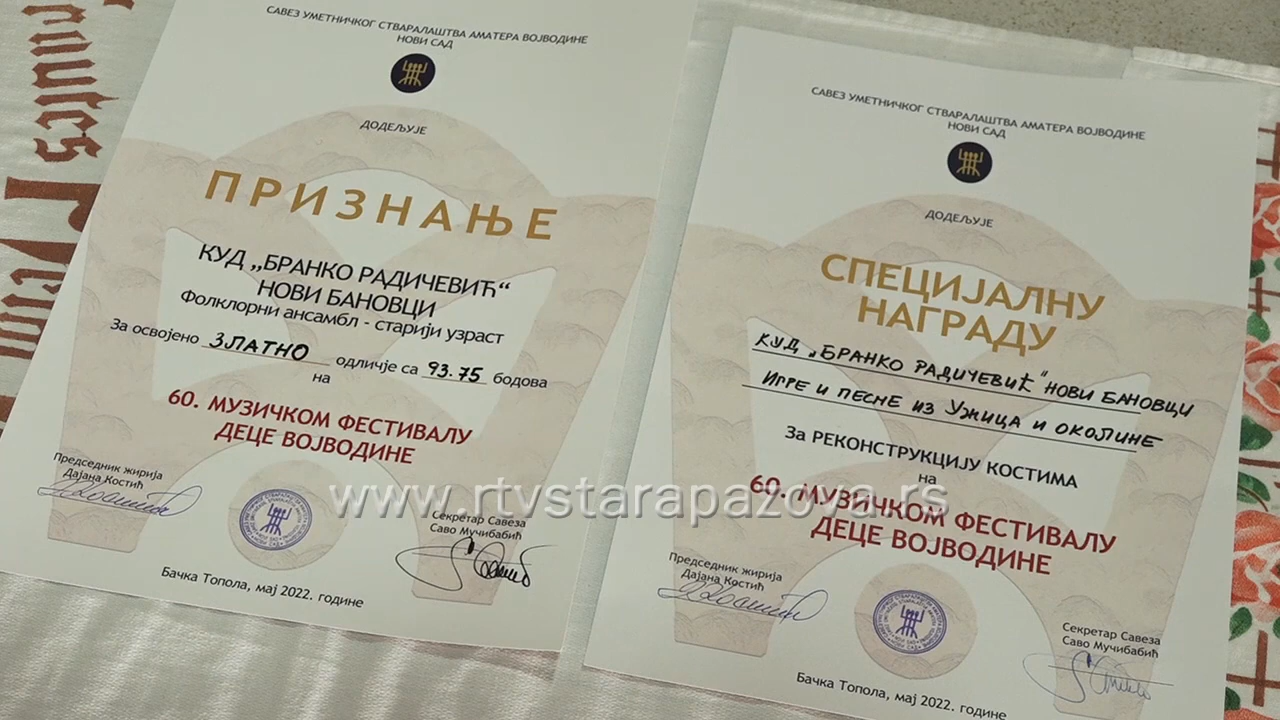 САВЕЗ УМЕТНИЧКОГ СТВАРАЛАШТВА АМАТЕРА ВОЈВОДИНЕ
НОВИ САД
ДОДЕЉУЈЕ
ПРИЗНАЊЕ
КУД „БРАНКО РАДИЧЕВИЋ“
НОВИ БАНОВЦИ
Фолклорни ансамбл - старији узраст
За освојено ЗЛАТНО одличје са 93.75 бодова
на
60. МУЗИЧКОМ ФЕСТИВАЛУ
ДЕЦЕ ВОЈВОДИНЕ
Председник жирија
Дајана Костић
Секретар Савеза
Саво Мучибабић
Бачка Топола, мај 2022. године
САВЕЗ УМЕТНИЧКОГ СТВАРАЛАШТВА АМАТЕРА ВОЈВОДИНЕ
НОВИ САД
ДОДЕЉУЈЕ
СПЕЦИЈАЛНУ
НАГРАДУ
КУД „БРАНКО РАДИЧЕВИЋ" НОВИ БАНОВЦИ
ИГРЕ И ПЕСНЕ ИЗ УЖИЦА И ОКОЛИНЕ
За РЕКОНСТРУКЦИЈУ КОСТИМА
на
60. МУЗИЧКОМ ФЕСТИВАЛУ
ДЕЦЕ ВОЈВОДИНЕ
Председник жирија
Дајана Костић
Секретар Савеза
Саво Мучибабић
Бачка Топола, мај 2022. године
www.rtvstarapazova.rs